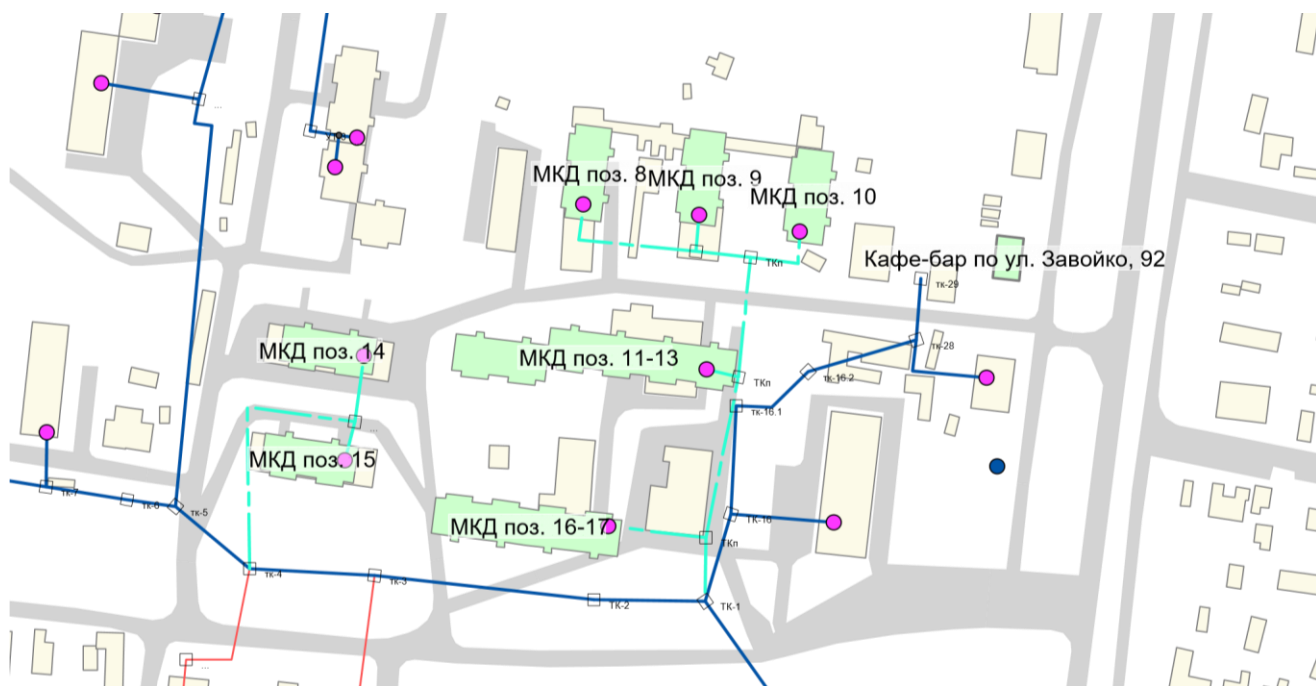 ...
МКД поз. 8
МКД поз. 9
МКД поз. 10
ТКп
Кафе-бар по ул. Завойко, 92
тк-29
тк-28
МКД поз. 14
МКД поз. 11-13
ТКп
тк-16.2
тк-16.1
...
МКД поз. 15
тк-7
тк-6
тк-5
МКД поз. 16-17
ТК-16
ТКп
тк-4
тк-3
ТК-2
ТК-1
...